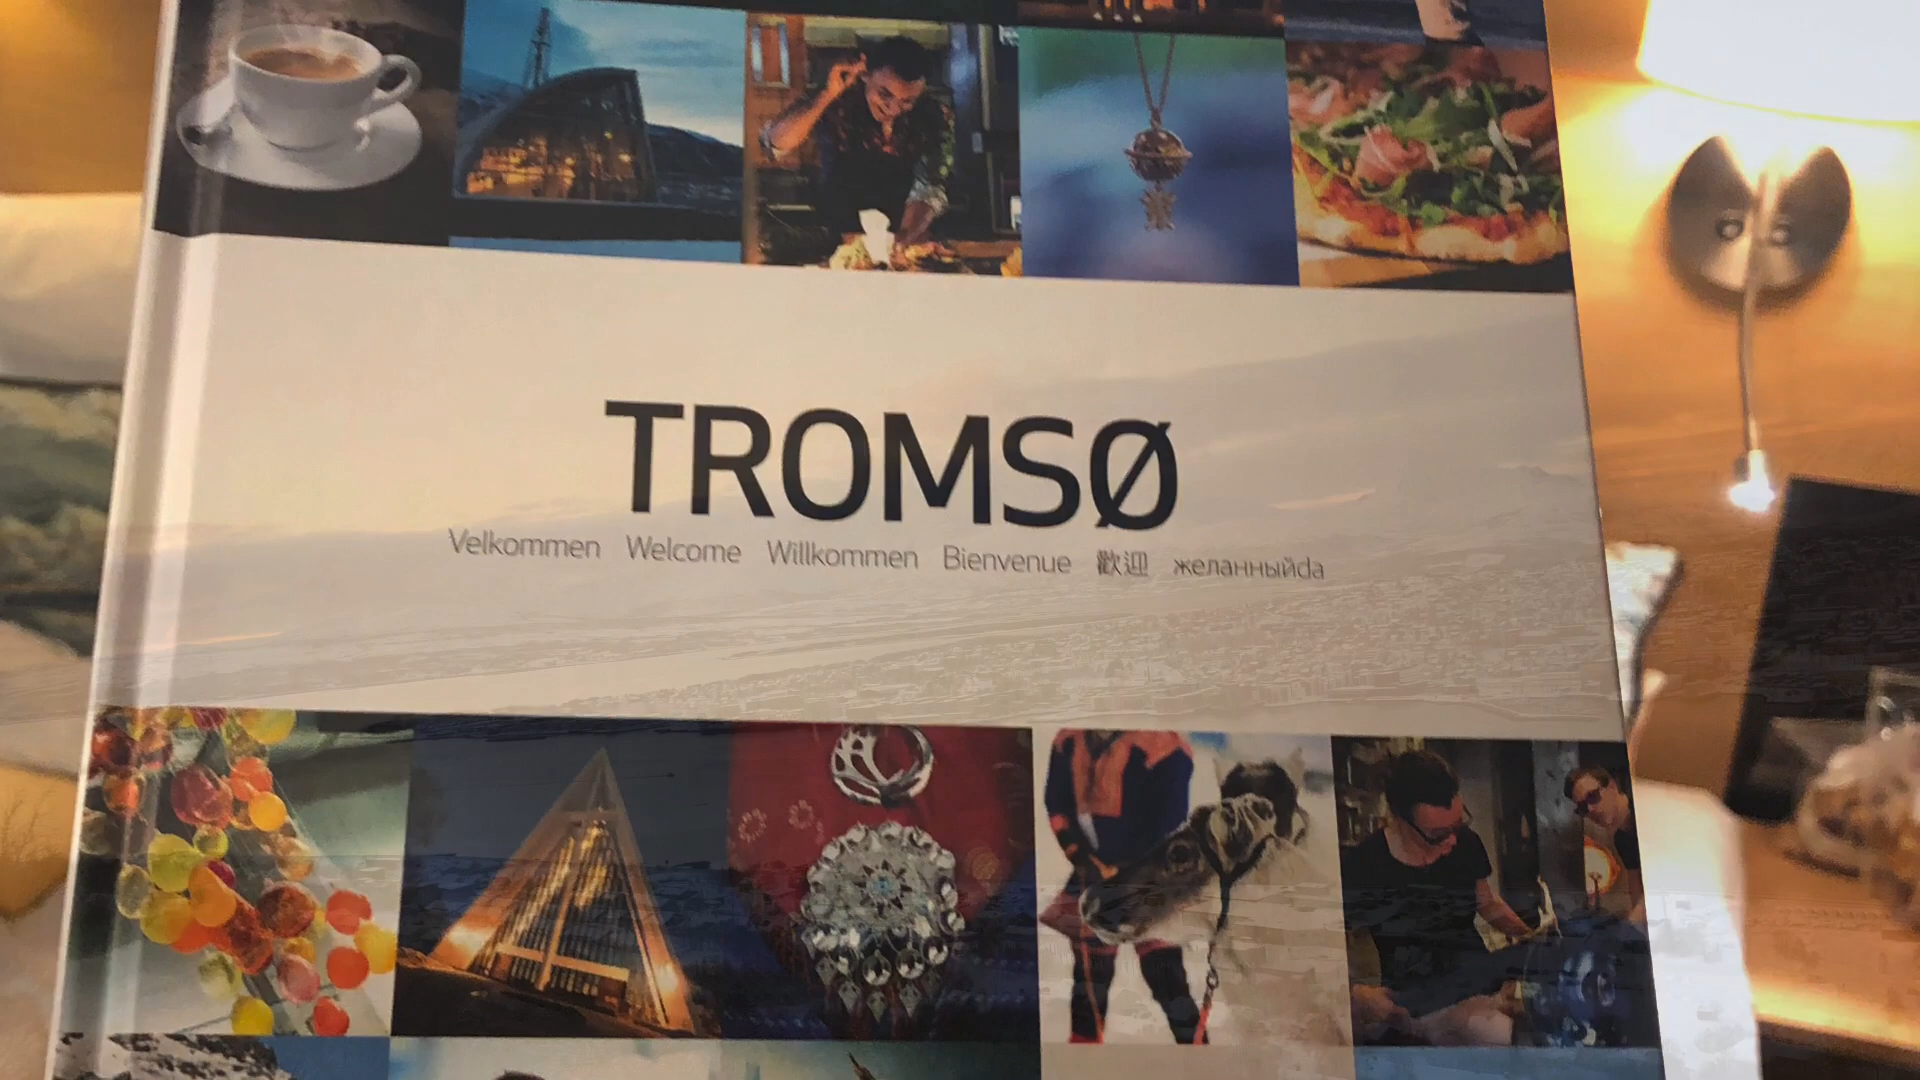 TROMSØ
Velkommen Welcome Willkommen Bienvenue 歡迎 желанныйda